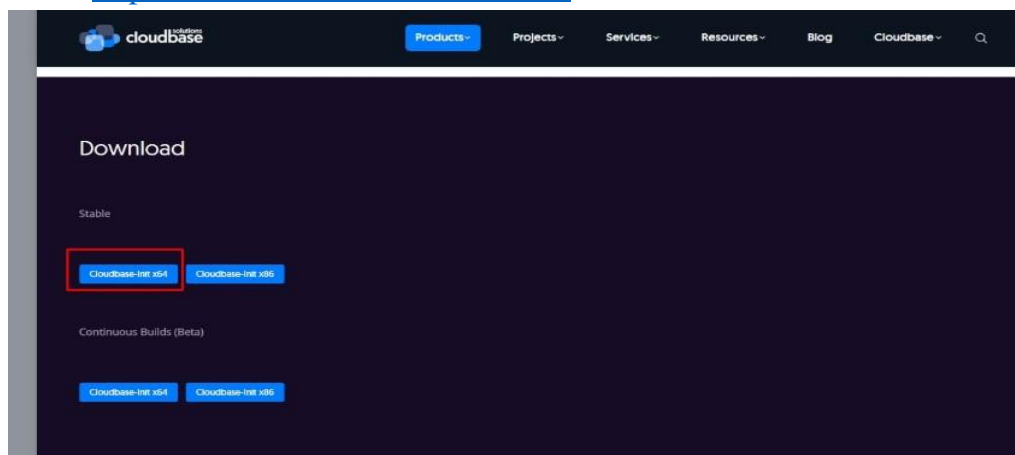 cloudbase solutions
Products Projects Services Resources Blog Cloudbase
Download
Stable
Cloudbase-Init x64 Cloudbase-Init x86
Continuous Builds (Beta)
Cloudbase-Init x64 Cloudbase-Init x86